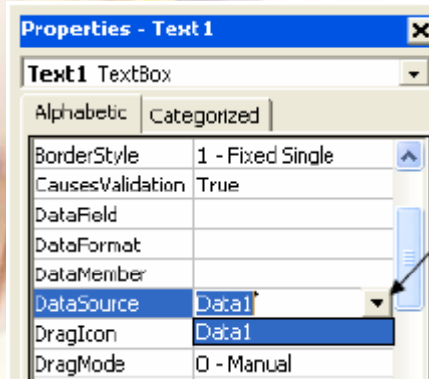 Properties - Text1
Text1 TextBox
Alphabetic Categorized
BorderStyle 1 - Fixed Single
CausesValidation True
DataField
DataFormat
DataMember
DataSource Data1
DragIcon Data1
DragMode 0 - Manual